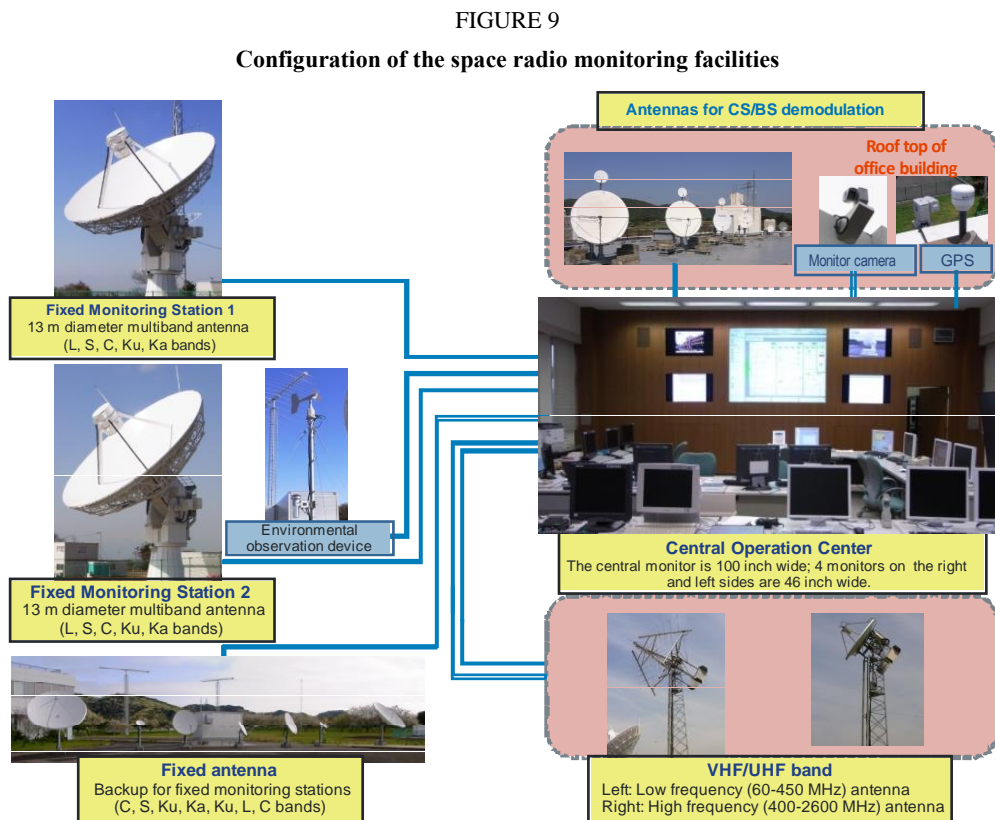 FIGURE 9
Configuration of the space radio monitoring facilities
Fixed Monitoring Station 1
13 m diameter multiband antenna
(L, S, C, Ku, Ka bands)
Environmental
observation device
Fixed Monitoring Station 2
13 m diameter multiband antenna
(L, S, C, Ku, Ka bands)
Fixed antenna
Backup for fixed monitoring stations
(C, S, Ku, Ka, Ku, L, C bands)
Antennas for CS/BS demodulation
Roof top of
office building
Monitor camera
GPS
Central Operation Center
The central monitor is 100 inch wide; 4 monitors on the right
and left sides are 46 inch wide.
VHF/UHF band
Left: Low frequency (60-450 MHz) antenna
Right: High frequency (400-2600 MHz) antenna